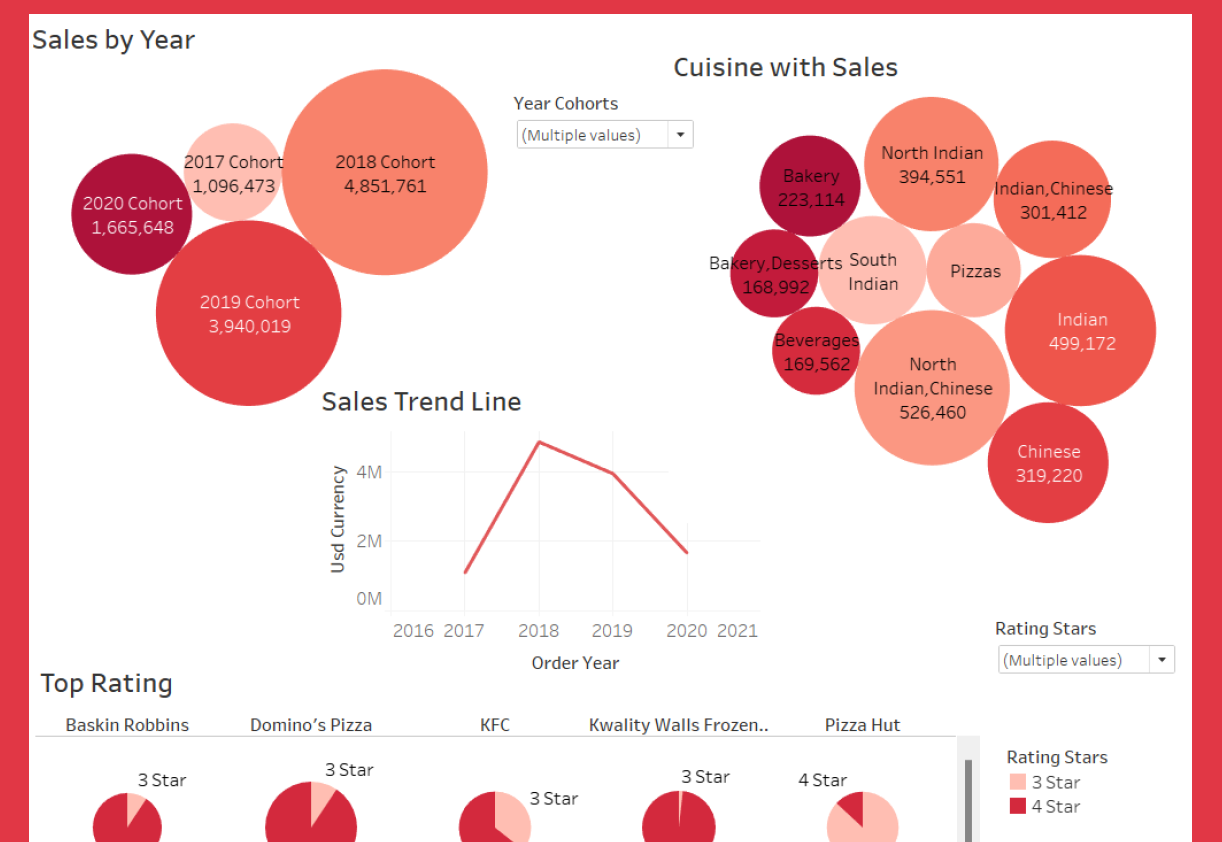 Sales by Year
2017 Cohort
1,096,473
2018 Cohort
4,851,761
2020 Cohort
1,665,648
2019 Cohort
3,940,019
Year Cohorts
(Multiple values)
Cuisine with Sales
North Indian
394,551
Bakery
223,114
Indian,Chinese
301,412
Bakery,Desserts
168,992
South
Indian
Pizzas
Indian
499,172
Beverages
169,562
North
Indian,Chinese
526,460
Chinese
319,220
Sales Trend Line
Usd Currency
4M
2M
0M
2016 2017 2018 2019 2020 2021
Order Year
Rating Stars
(Multiple values)
Top Rating
Baskin Robbins Domino's Pizza KFC Kwality Walls Frozen.. Pizza Hut
3 Star 3 Star 3 Star 3 Star 4 Star
Rating Stars
3 Star
4 Star